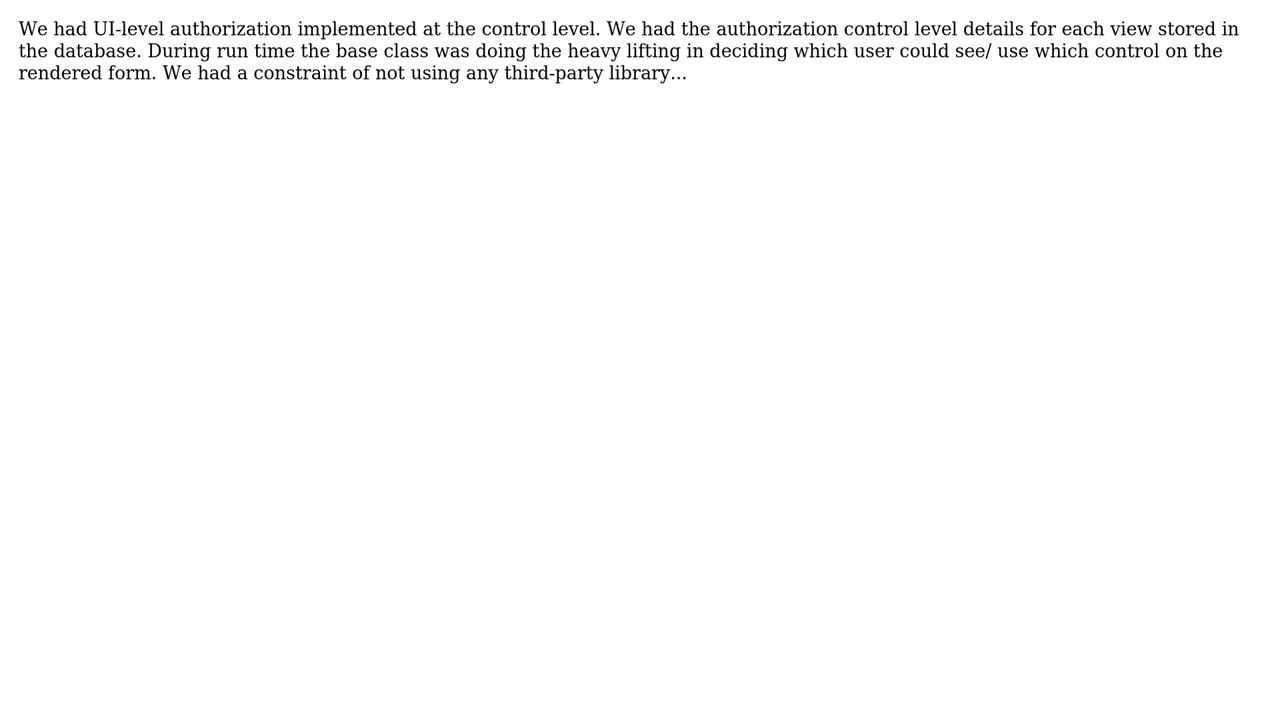 We had UI-level authorization implemented at the control level. We had the authorization control level details for each view stored in
the database. During run time the base class was doing the heavy lifting in deciding which user could see/ use which control on the
rendered form. We had a constraint of not using any third-party library...